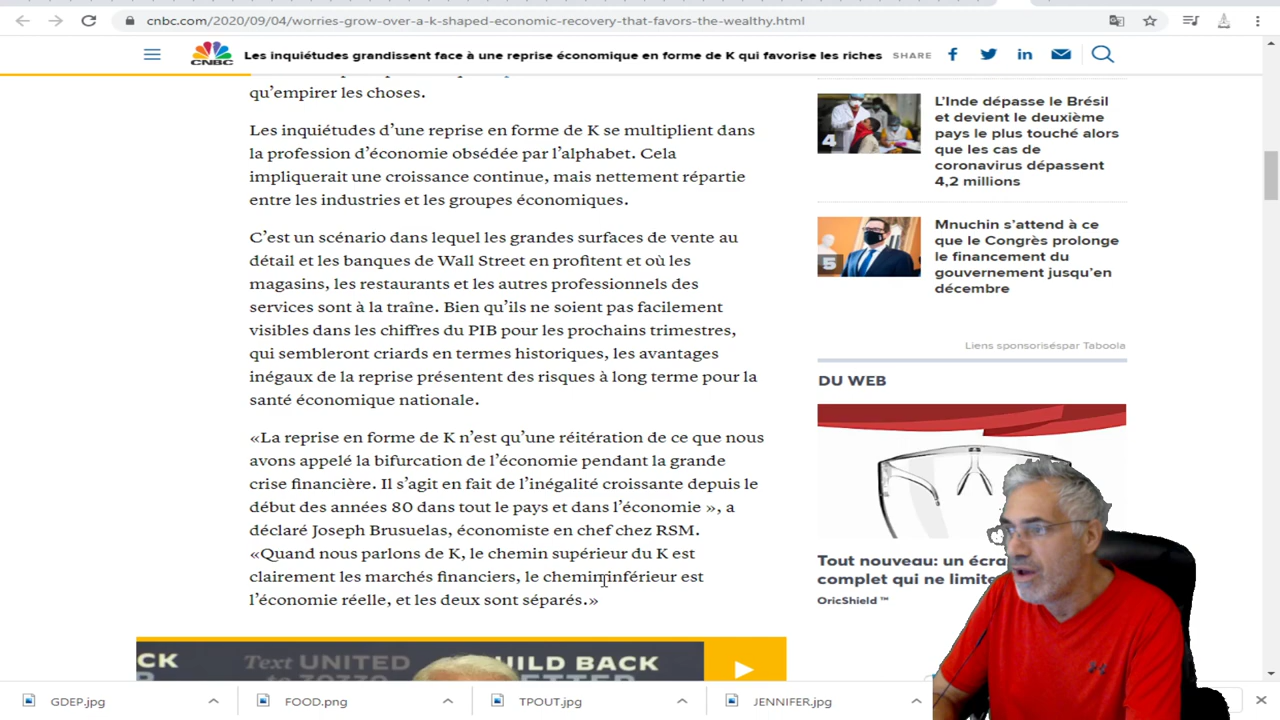 cnbc.com/2020/09/04/worries-grow-over-a-k-shaped-economic-recovery-that-favors-the-wealthy.html
CNBC
Les inquiétudes grandissent face à une reprise économique en forme de K qui favorise les riches
SHARE
qu'empirer les choses.
Les inquiétudes d'une reprise en forme de K se multiplient dans
la profession d'économie obsédée par l'alphabet. Cela
impliquerait une croissance continue, mais nettement répartie
entre les industries et les groupes économiques.
C'est un scénario dans lequel les grandes surfaces de vente au
détail et les banques de Wall Street en profitent et où les
magasins, les restaurants et les autres professionnels des
services sont à la traîne. Bien qu'ils ne soient pas facilement
visibles dans les chiffres du PIB pour les prochains trimestres,
qui sembleront criards en termes historiques, les avantages
inégaux de la reprise présentent des risques à long terme pour la
santé économique nationale.
«La reprise en forme de K n'est qu'une réitération de ce que nous
avons appelé la bifurcation de l'économie pendant la grande
crise financière. Il s'agit en fait de l'inégalité croissante depuis le
début des années 80 dans tout le pays et dans l'économie », a
déclaré Joseph Brusuelas, économiste en chef chez RSM.
«Quand nous parlons de K, le chemin supérieur du K est
clairement les marchés financiers, le chemin inférieur est
l'économie réelle, et les deux sont séparés.»
CK
Text UNITED
UILD BACK
4
L'Inde dépasse le Brésil
et devient le deuxième
pays le plus touché alors
que les cas de
coronavirus dépassent
4,2 millions
5
Mnuchin s'attend à ce
que le Congrès prolonge
le financement du
gouvernement jusqu'en
décembre
Liens sponsoriséspar Taboola
DU WEB
Tout nouveau: un écra
complet qui ne limite
OricShield ™
GDEP.jpg
FOOD.png
TPOUT.jpg
JENNIFER.jpg